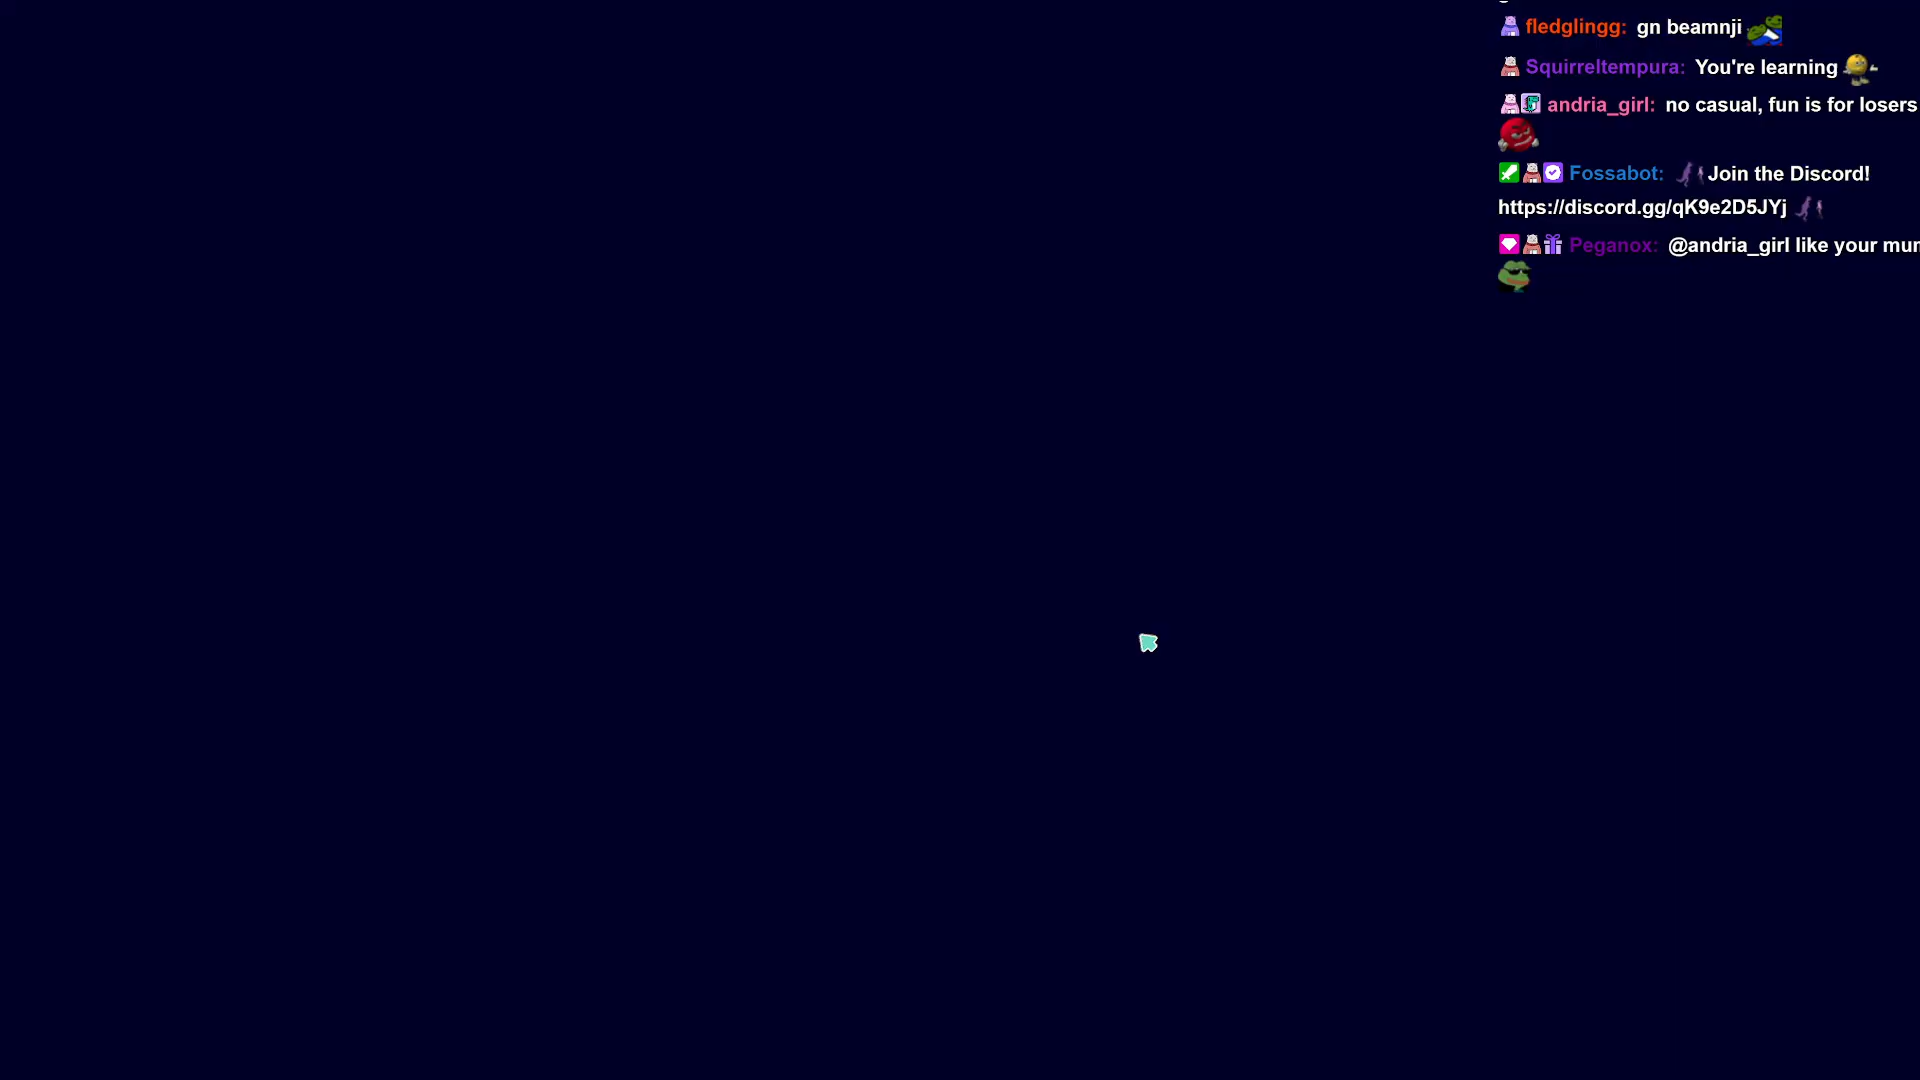 fledglingg: gn beamnji
Squirreltempura: You're learning
andria_girl: no casual, fun is for losers
Fossabot: Join the Discord!
https://discord.gg/qK9e2D5JYj
Peganox: @andria_girl like your